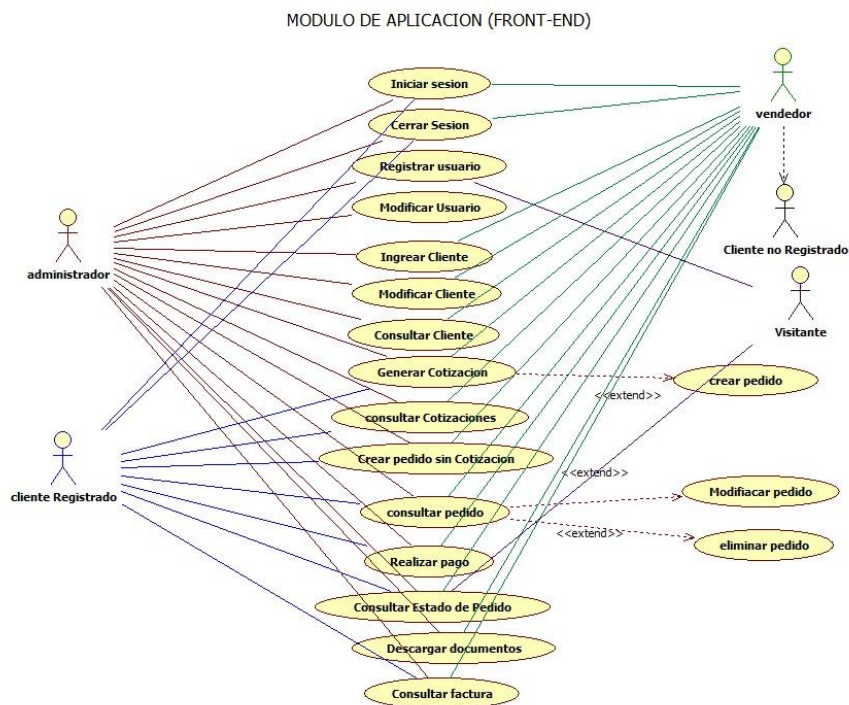 MODULO DE APLICACION (FRONT-END)
Iniciar sesion
Cerrar Sesion
vendedor
Registrar usuario
Modificar Usuario
Cliente no Registrado
Ingrear Cliente
administrador
Modificar Cliente
Consultar Cliente
Visitante
Generar Cotizacion
crear pedido
<<extend>>
consultar Cotizaciones
Crear pedido sin Cotizacion
cliente Registrado
<<extend>>
Modifiacar pedido
consultar pedido
<<extend>>
eliminar pedido
Realizar pago
Consultar Estado de Pedido
Descargar documentos
Consultar factura